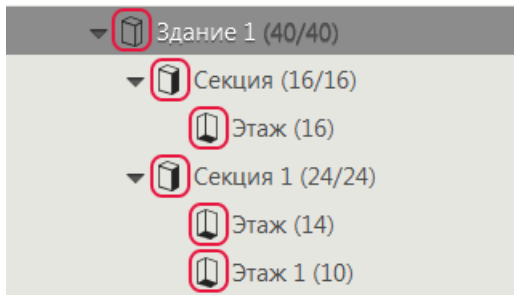 Здание 1 (40/40)
Секция (16/16)
Этаж (16)
Секция 1 (24/24)
Этаж (14)
Этаж 1 (10)